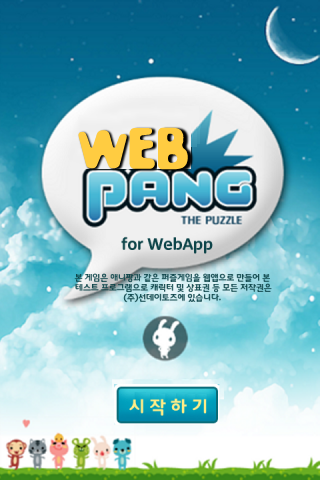 WEB
PANG
THE PUZZLE
for WebApp
본 게임은 애니팡과 같은 퍼즐게임을 웹앱으로 만들어 본
테스트 프로그램으로 캐릭터 및 상표권 등 모든 저작권은
(주)선데이토즈에 있습니다.
시작하기